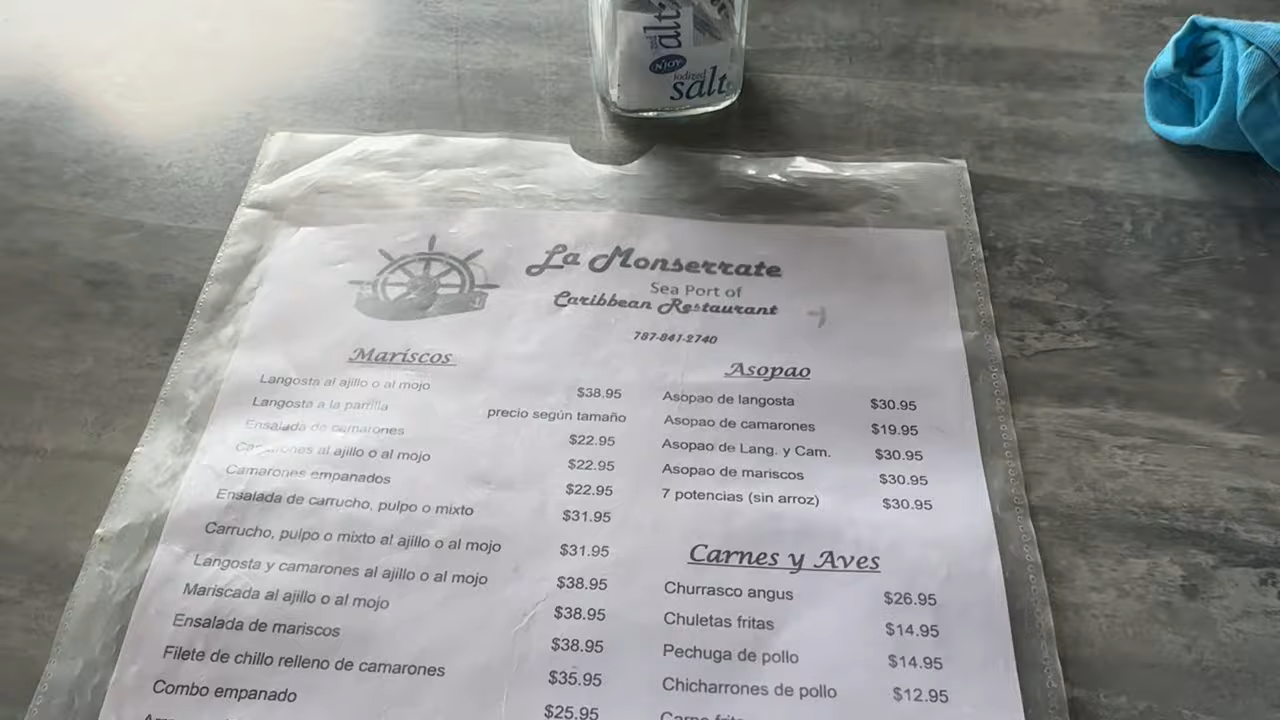 alt
N'JOY
iodized
salt
La Monserrate
Sea Port of
Caribbean Restaurant
787-841-2740
Mariscos
Langosta al ajillo o al mojo $38.95
Langosta a la parrilla precio según tamaño
Ensalada de camarones $22.95
Camarones al ajillo o al mojo $22.95
Camarones empanados $22.95
Ensalada de carrucho, pulpo o mixto $31.95
Carrucho, pulpo o mixto al ajillo o al mojo $31.95
Langosta y camarones al ajillo o al mojo $38.95
Mariscada al ajillo o al mojo $38.95
Ensalada de mariscos $38.95
Filete de chillo relleno de camarones $35.95
Combo empanado $25.95
Asopao
Asopao de langosta $30.95
Asopao de camarones $19.95
Asopao de Lang. y Cam. $30.95
Asopao de mariscos $30.95
7 potencias (sin arroz) $30.95
Carnes y Aves
Churrasco angus $26.95
Chuletas fritas $14.95
Pechuga de pollo $14.95
Chicharrones de pollo $12.95